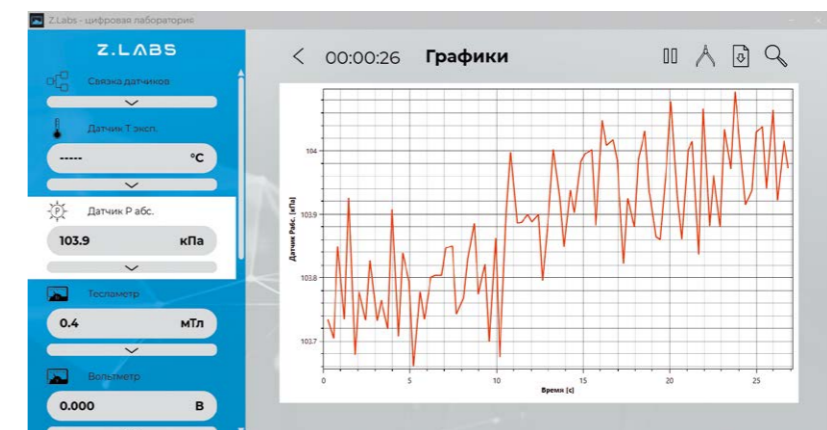 Z.Labs - цифровая лаборатория
Z.LABS
Связка датчиков
Датчик Т эксп.
-----
°C
Датчик Р абс.
103.9
кПа
Тесламетр
0.4
мТл
Вольтметр
0.000
В
00:00:26
Графики
Датчик Рабс. [кПа]
104
103.9
103.8
103.7
0
5
10
15
20
25
Время [с]